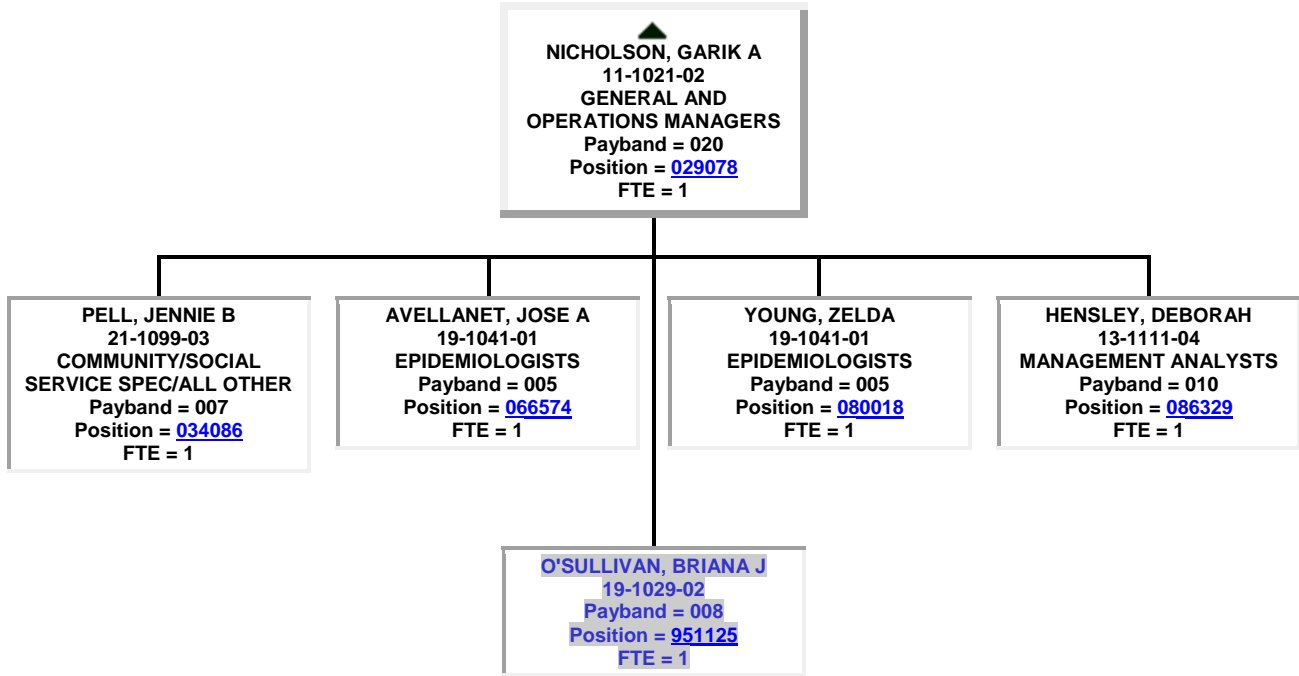 NICHOLSON, GARIK A
11-1021-02
GENERAL AND
OPERATIONS MANAGERS
Payband = 020
Position = 029078
FTE = 1
PELL, JENNIE B
21-1099-03
COMMUNITY/SOCIAL
SERVICE SPEC/ALL OTHER
Payband = 007
Position = 034086
FTE = 1
AVELLANET, JOSE A
19-1041-01
EPIDEMIOLOGISTS
Payband = 005
Position = 066574
FTE = 1
YOUNG, ZELDA
19-1041-01
EPIDEMIOLOGISTS
Payband = 005
Position = 080018
FTE = 1
HENSLEY, DEBORAH
13-1111-04
MANAGEMENT ANALYSTS
Payband = 010
Position = 086329
FTE = 1
O'SULLIVAN, BRIANA J
19-1029-02
Payband = 008
Position = 951125
FTE = 1